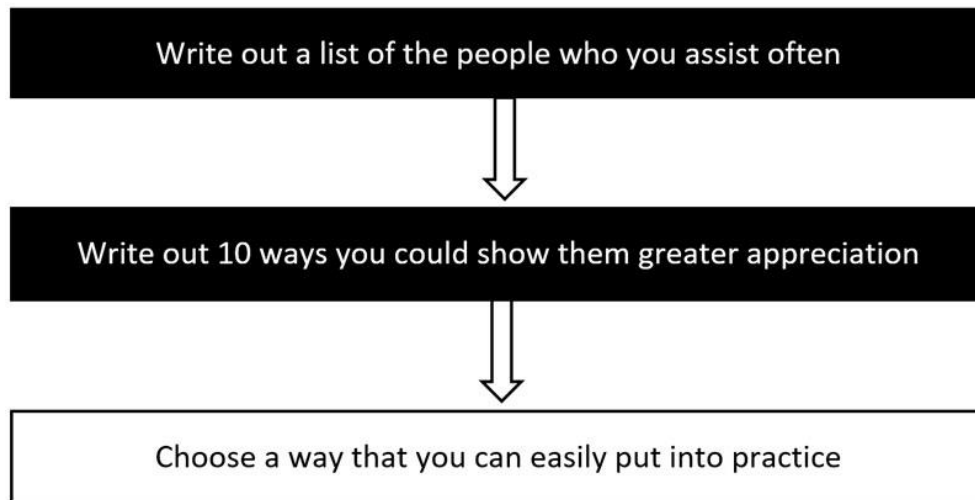 Write out a list of the people who you assist often
Write out 10 ways you could show them greater appreciation
Choose a way that you can easily put into practice